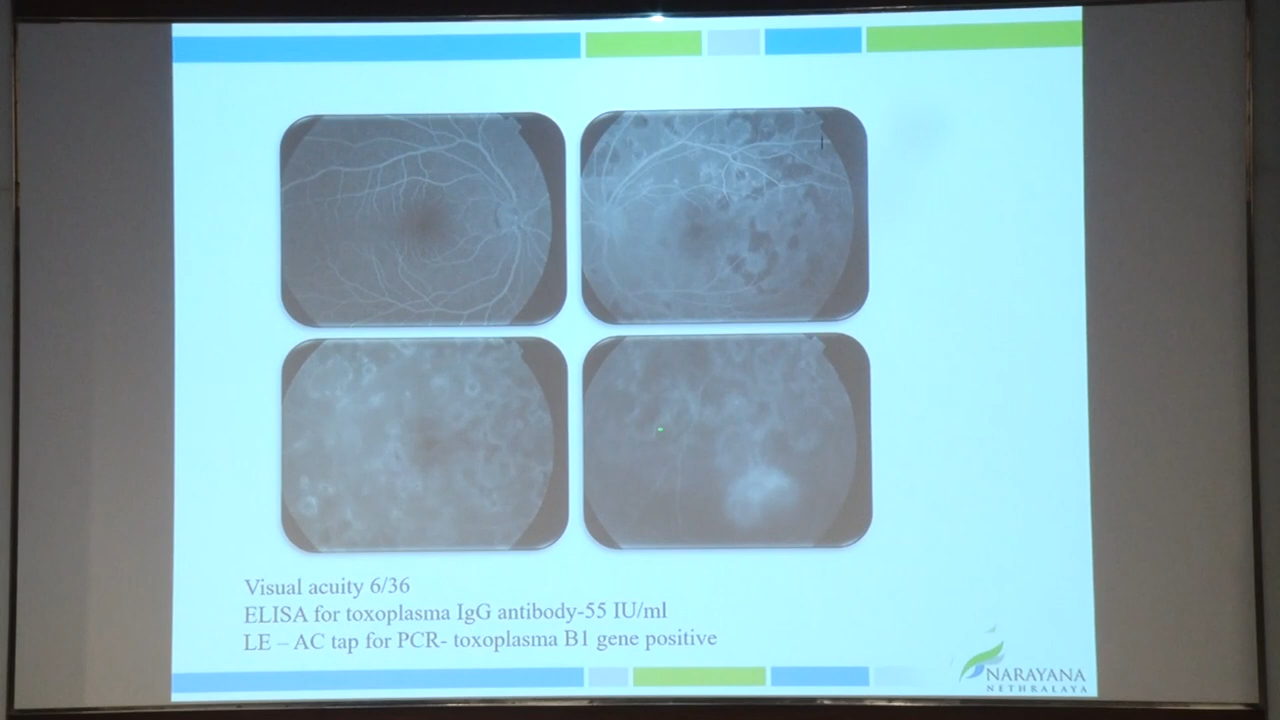 Visual acuity 6/36
ELISA for toxoplasma IgG antibody-55 IU/ml
LE – AC tap for PCR- toxoplasma B1 gene positive
NARAYANA
NETHRALAYA